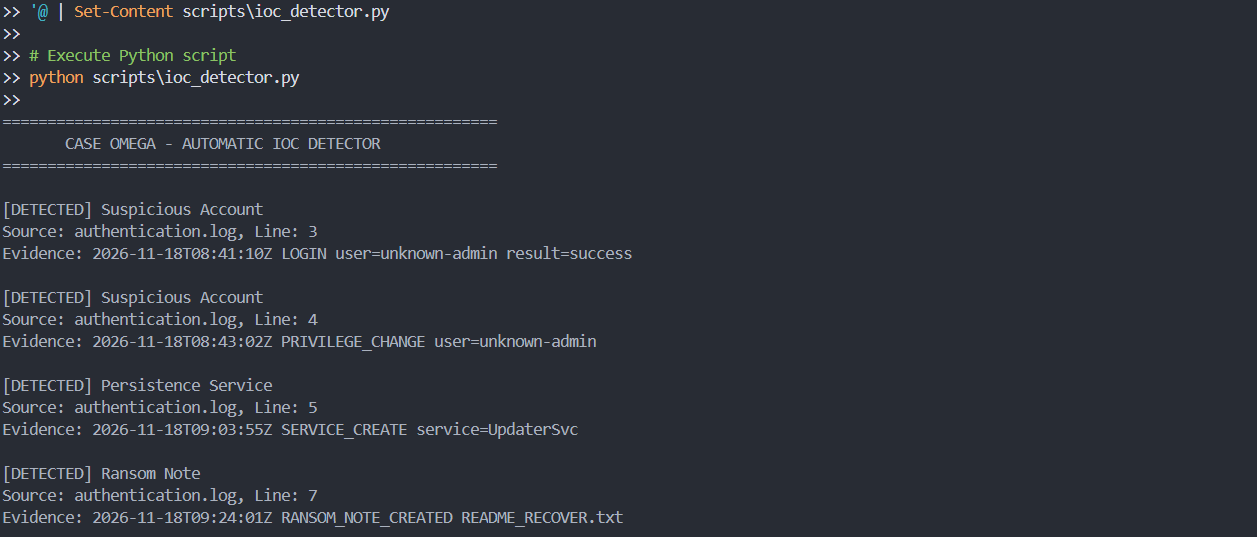 >> '@ | Set-Content scripts\ioc_detector.py
>>
>> # Execute Python script
>> python scripts\ioc_detector.py
>>
=======================================================
       CASE OMEGA - AUTOMATIC IOC DETECTOR
=======================================================
[DETECTED] Suspicious Account
Source: authentication.log, Line: 3
Evidence: 2026-11-18T08:41:10Z LOGIN user=unknown-admin result=success
[DETECTED] Suspicious Account
Source: authentication.log, Line: 4
Evidence: 2026-11-18T08:43:02Z PRIVILEGE_CHANGE user=unknown-admin
[DETECTED] Persistence Service
Source: authentication.log, Line: 5
Evidence: 2026-11-18T09:03:55Z SERVICE_CREATE service=UpdaterSvc
[DETECTED] Ransom Note
Source: authentication.log, Line: 7
Evidence: 2026-11-18T09:24:01Z RANSOM_NOTE_CREATED README_RECOVER.txt